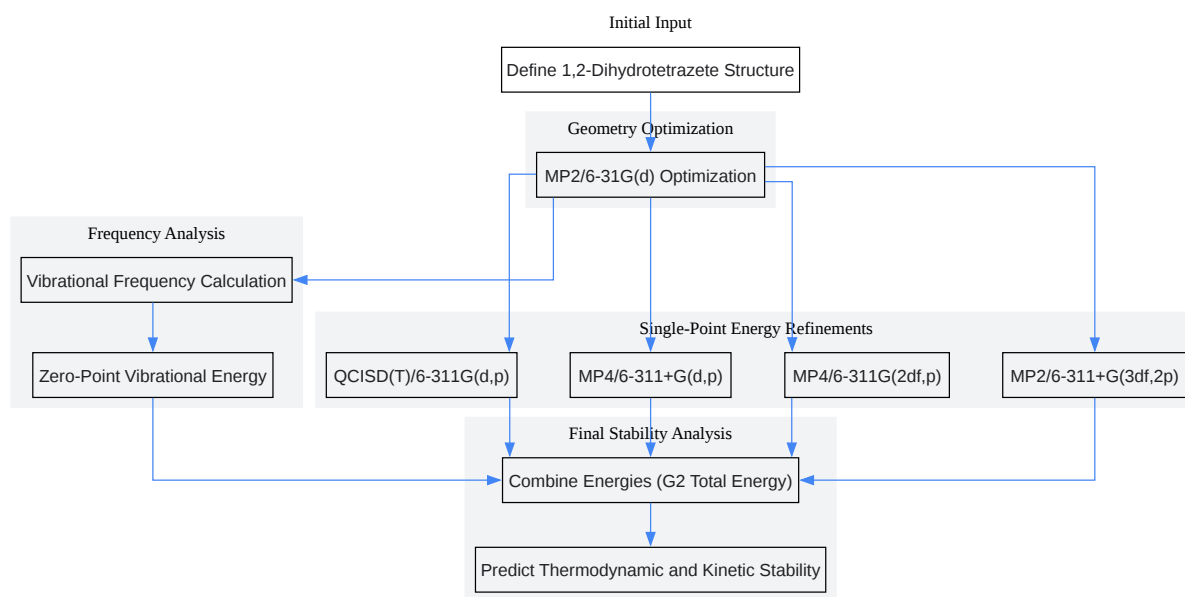 Initial Input
Define 1,2-Dihydrotetrazete Structure
Geometry Optimization
MP2/6-31G(d) Optimization
Frequency Analysis
Vibrational Frequency Calculation
Zero-Point Vibrational Energy
Single-Point Energy Refinements
QCISD(T)/6-311G(d,p)
MP4/6-311+G(d,p)
MP4/6-311G(2df,p)
MP2/6-311+G(3df,2p)
Final Stability Analysis
Combine Energies (G2 Total Energy)
Predict Thermodynamic and Kinetic Stability